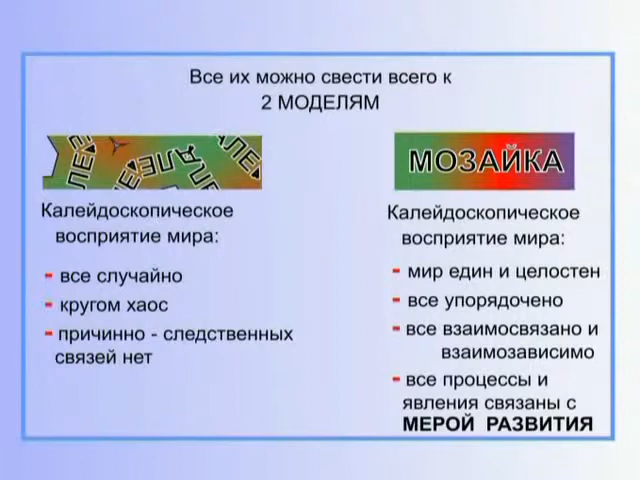 Все их можно свести всего к
2 МОДЕЛЯМ
МОЗАЙКА
Калейдоскопическое
восприятие мира:
- все случайно
- кругом хаос
- причинно - следственных
связей нет
Калейдоскопическое
восприятие мира:
- мир един и целостен
- все упорядочено
- все взаимосвязано и
взаимозависимо
- все процессы и
явления связаны с
МЕРОЙ РАЗВИТИЯ